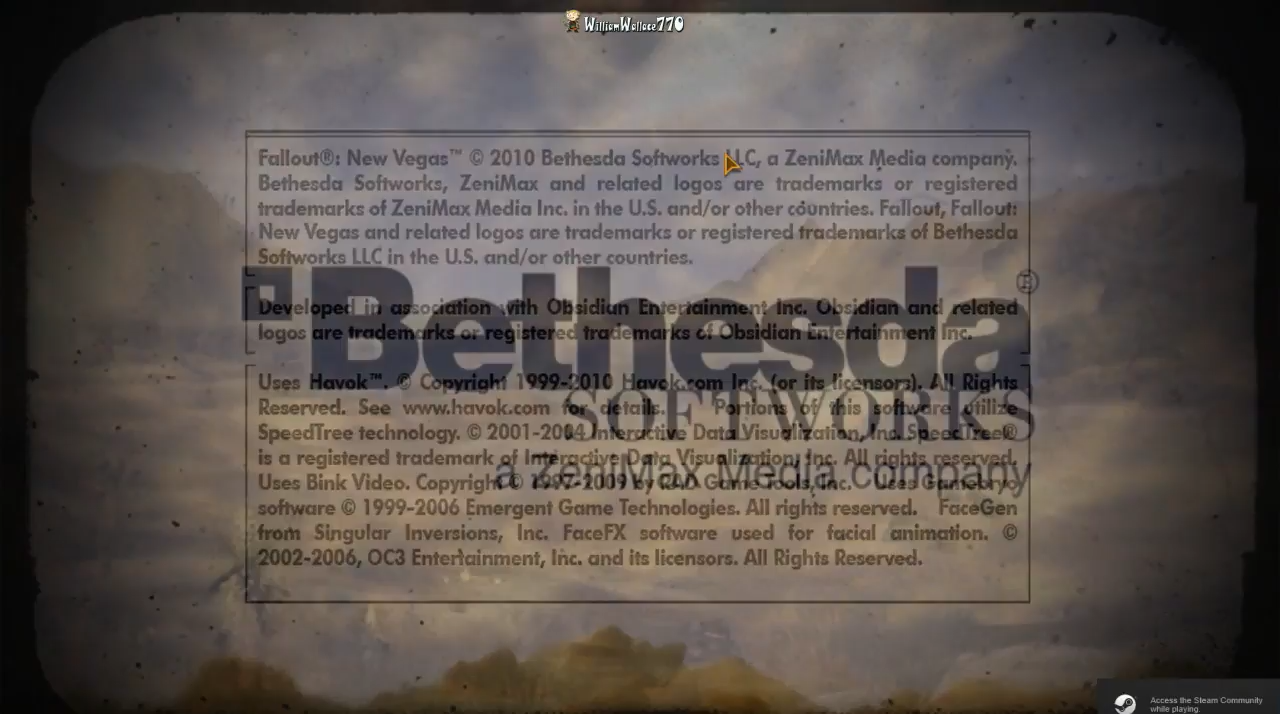 WilliamWallace770
Fallout®: New Vegas™ © 2010 Bethesda Softworks LLC, a ZeniMax Media company.
Bethesda Softworks, ZeniMax and related logos are trademarks or registered
trademarks of ZeniMax Media Inc. in the U.S. and/or other countries. Fallout, Fallout:
New Vegas and related logos are trademarks or registered trademarks of Bethesda
Softworks LLC in the U.S. and/or other countries.
Bethesda®
Developed in association with Obsidian Entertainment Inc. Obsidian and related
logos are trademarks or registered trademarks of Obsidian Entertainment Inc.
Uses Havok™. © Copyright 1999-2010 Havok.com Inc. (or its licensors). All Rights
Reserved. See www.havok.com for details. Portions of this software utilize
SOFTWORKS
SpeedTree technology. © 2001-2004 Interactive Data Visualization, Inc. SpeedTree®
is a registered trademark of Interactive Data Visualization, Inc. All rights reserved.
a ZeniMax Media company
Uses Bink Video. Copyright © 1997-2009 by RAD Game Tools, Inc. Uses Gamebryo
software © 1999-2006 Emergent Game Technologies. All rights reserved. FaceGen
from Singular Inversions, Inc. FaceFX software used for facial animation. ©
2002-2006, OC3 Entertainment, Inc. and its licensors. All Rights Reserved.
Access the Steam Community
while playing.